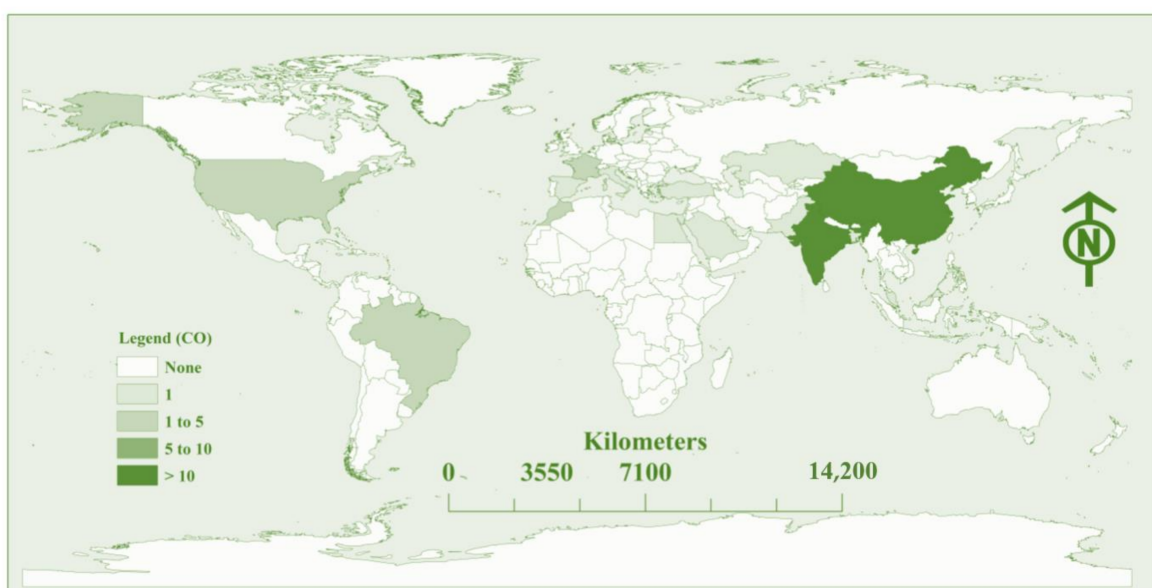 N
Legend (CO)
None
1
1 to 5
5 to 10
> 10
Kilometers
0 3550 7100 14,200